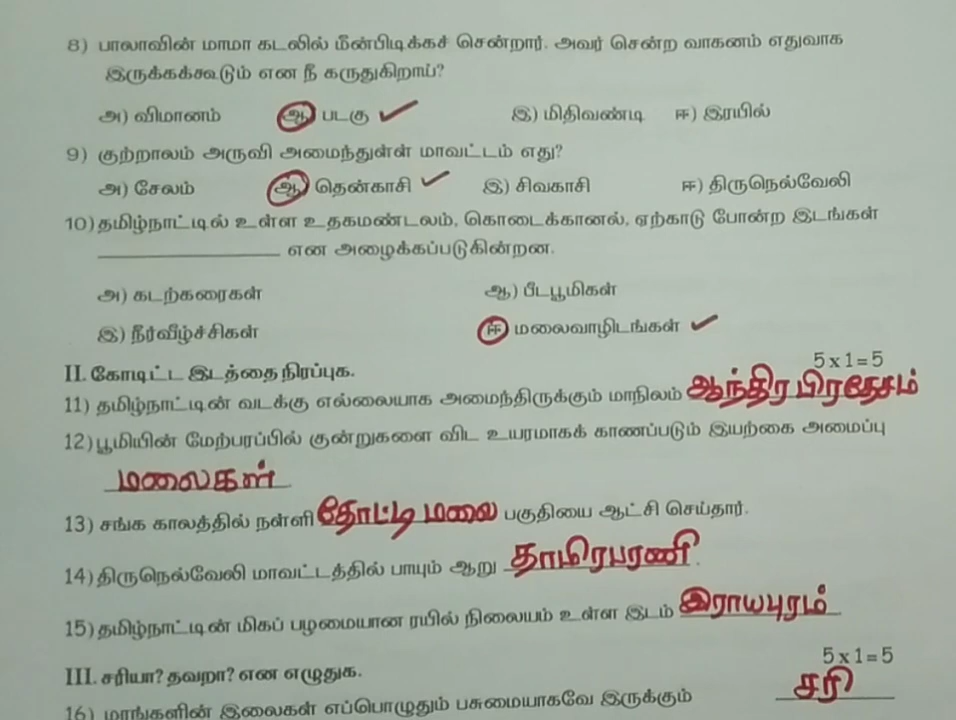 8) பாலாவின் மாமா கடலில் மீன்பிடிக்கச் சென்றார். அவர் சென்ற வாகனம் எதுவாக
இருக்கக்கூடும் என நீ கருதுகிறாய்?
அ) விமானம் ஆ) படகு ✓ இ) மிதிவண்டி ஈ) இரயில்
9) குற்றாலம் அருவி அமைந்துள்ள மாவட்டம் எது?
அ) சேலம் ஆ) தென்காசி ✓ இ) சிவகாசி ஈ) திருநெல்வேலி
10) தமிழ்நாட்டில் உள்ள உதகமண்டலம், கொடைக்கானல், ஏற்காடு போன்ற இடங்கள்
____________ என அழைக்கப்படுகின்றன.
அ) கடற்கரைகள் ஆ) பீடபூமிகள்
இ) நீர்வீழ்ச்சிகள் ஈ மலைவாழிடங்கள் ✓
II. கோடிட்ட இடத்தை நிரப்புக. 5 x 1 = 5
11) தமிழ்நாட்டின் வடக்கு எல்லையாக அமைந்திருக்கும் மாநிலம் ஆந்திர பிரதேசம்
12) பூமியின் மேற்பரப்பில் குன்றுகளை விட உயரமாகக் காணப்படும் இயற்கை அமைப்பு
மலைகள்
13) சங்க காலத்தில் நள்ளி தோட்டி மலை பகுதியை ஆட்சி செய்தார்.
14) திருநெல்வேலி மாவட்டத்தில் பாயும் ஆறு தாமிரபரணி.
15) தமிழ்நாட்டின் மிகப் பழமையான ரயில் நிலையம் உள்ள இடம் இராயபுரம்
III. சரியா? தவறா? என எழுதுக. 5 x 1 = 5
16) மரங்களின் இலைகள் எப்பொழுதும் பசுமையாகவே இருக்கும் சரி